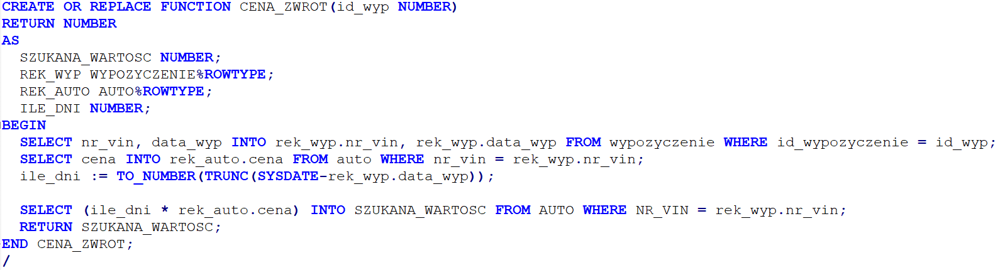 CREATE OR REPLACE FUNCTION CENA_ZWROT(id_wyp NUMBER)
RETURN NUMBER
AS
  SZUKANA_WARTOSC NUMBER;
  REK_WYP WYPOZYCZENIE%ROWTYPE;
  REK_AUTO AUTO%ROWTYPE;
  ILE_DNI NUMBER;
BEGIN
  SELECT nr_vin, data_wyp INTO rek_wyp.nr_vin, rek_wyp.data_wyp FROM wypozyczenie WHERE id_wypozyczenie = id_wyp;
  SELECT cena INTO rek_auto.cena FROM auto WHERE nr_vin = rek_wyp.nr_vin;
  ile_dni := TO_NUMBER(TRUNC(SYSDATE-rek_wyp.data_wyp));

  SELECT (ile_dni * rek_auto.cena) INTO SZUKANA_WARTOSC FROM AUTO WHERE NR_VIN = rek_wyp.nr_vin;
  RETURN SZUKANA_WARTOSC;
END CENA_ZWROT;
/